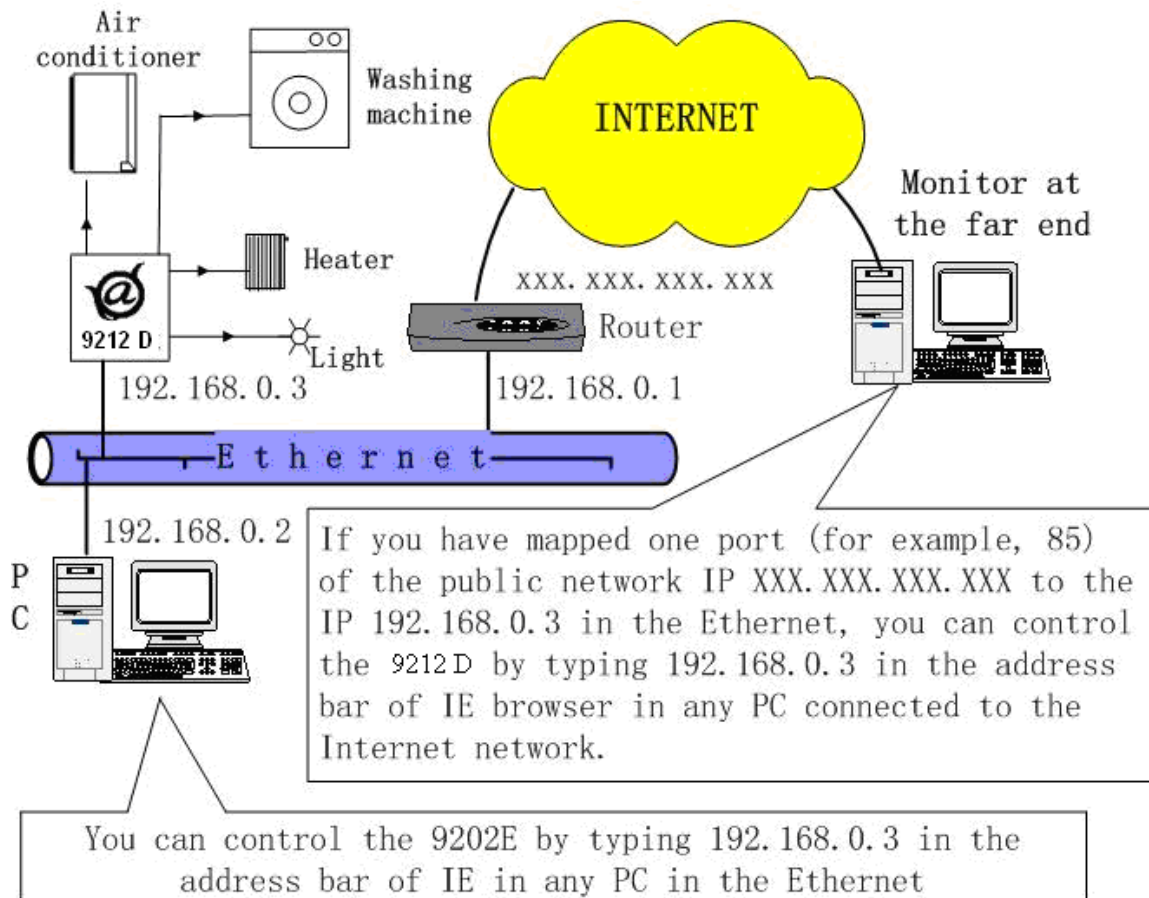 Air
conditioner
Washing
machine
INTERNET
Monitor at
the far end
Heater
XXX.XXX.XXX.XXX
@
9212 D
Router
Light
192.168.0.3
192.168.0.1
Ethernet
192.168.0.2
P
C
If you have mapped one port (for example, 85)
of the public network IP XXX.XXX.XXX.XXX to the
IP 192.168.0.3 in the Ethernet, you can control
the 9212 D by typing 192.168.0.3 in the address
bar of IE browser in any PC connected to the
Internet network.
You can control the 9202E by typing 192.168.0.3 in the
address bar of IE in any PC in the Ethernet